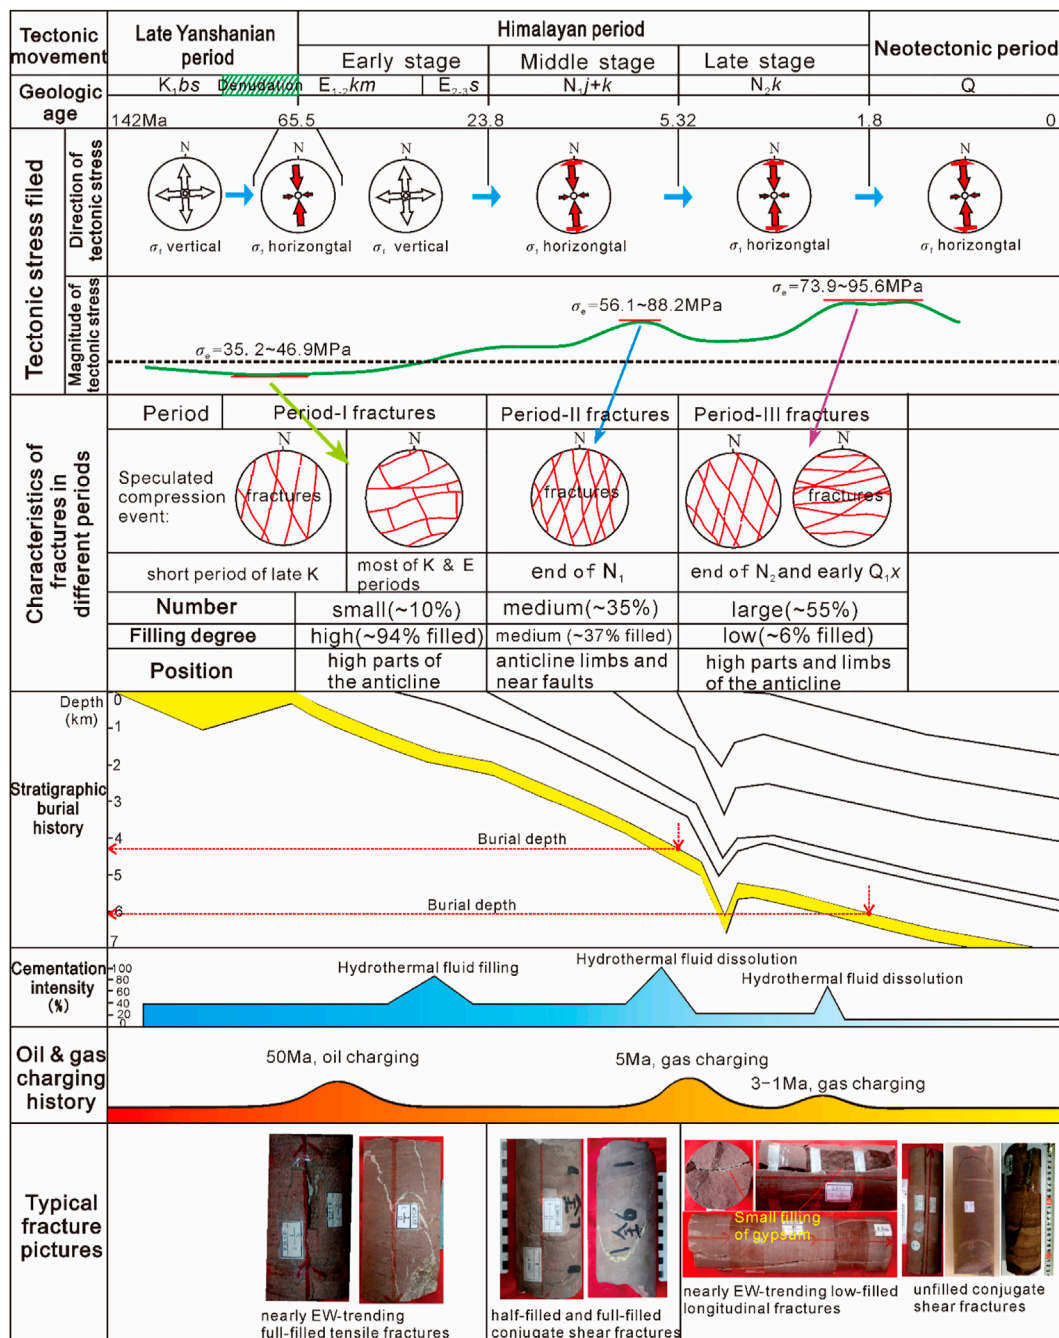 Tectonic movement
Late Yanshanian period
Himalayan period
Neotectonic period
Early stage
Middle stage
Late stage
Geologic age
K₁bs
Denudation
E₁₋₂km
E₂₋₃s
N₁j+k
N₂k
Q
142Ma
65.5
23.8
5.32
1.8
0
Tectonic stress filled
Direction of tectonic stress
N
N
N
N
N
N
σ₁ vertical
σ₁ horizongtal
σ₁ vertical
σ₁ horizongtal
σ₁ horizongtal
σ₁ horizongtal
Magnitude of tectonic stress
σₑ=35.2~46.9MPa
σₑ=56.1~88.2MPa
σₑ=73.9~95.6MPa
Characteristics of fractures in different periods
Period
Period-I fractures
Period-II fractures
Period-III fractures
Speculated compression event:
N
N
N
N
N
fractures
fractures
fractures
short period of late K
most of K & E periods
end of N₁
end of N₂ and early Q₁x
Number
small(~10%)
medium(~35%)
large(~55%)
Filling degree
high(~94% filled)
medium (~37% filled)
low(~6% filled)
Position
high parts of the anticline
anticline limbs and near faults
high parts and limbs of the anticline
Stratigraphic burial history
Depth (km)
0
1
2
3
4
5
6
7
Burial depth
Burial depth
Cementation intensity (%)
100
80
60
40
20
0
Hydrothermal fluid filling
Hydrothermal fluid dissolution
Hydrothermal fluid dissolution
Oil & gas charging history
50Ma, oil charging
5Ma, gas charging
3-1Ma, gas charging
Typical fracture pictures
Small filling of gypsum
nearly EW-trending full-filled tensile fractures
half-filled and full-filled conjugate shear fractures
nearly EW-trending low-filled longitudinal fractures
unfilled conjugate shear fractures